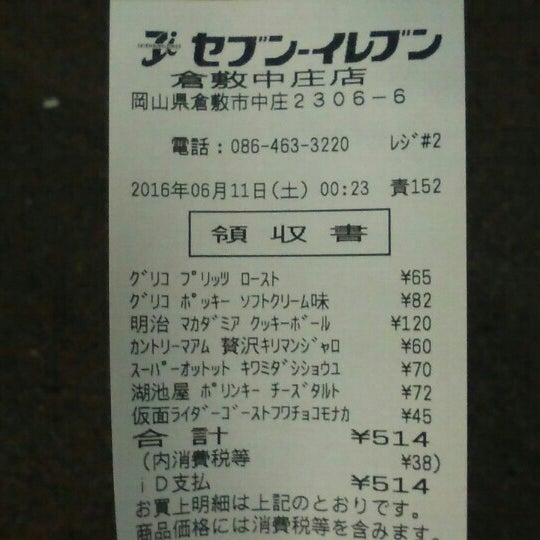 セブン-イレブン
倉敷中庄店
岡山県倉敷市中庄2306-6
電話:086-463-3220 レジ#2
2016年06月11日(土) 00:23 責152
領収書
グリコ プリッツ ロースト ¥65
グリコ ポッキー ソフトクリーム味 ¥82
明治 マカダミア クッキーボール ¥120
カントリーマアム 贅沢キリマンジャロ ¥60
スーパーオットット キワミダシショウユ ¥70
湖池屋 ポリンキー チーズタルト ¥72
仮面ライダーゴーストフワチョコモナカ ¥45
合計 ¥514
(内消費税等 ¥38)
iD支払 ¥514
お買上明細は上記のとおりです。
商品価格には消費税等を含みます。